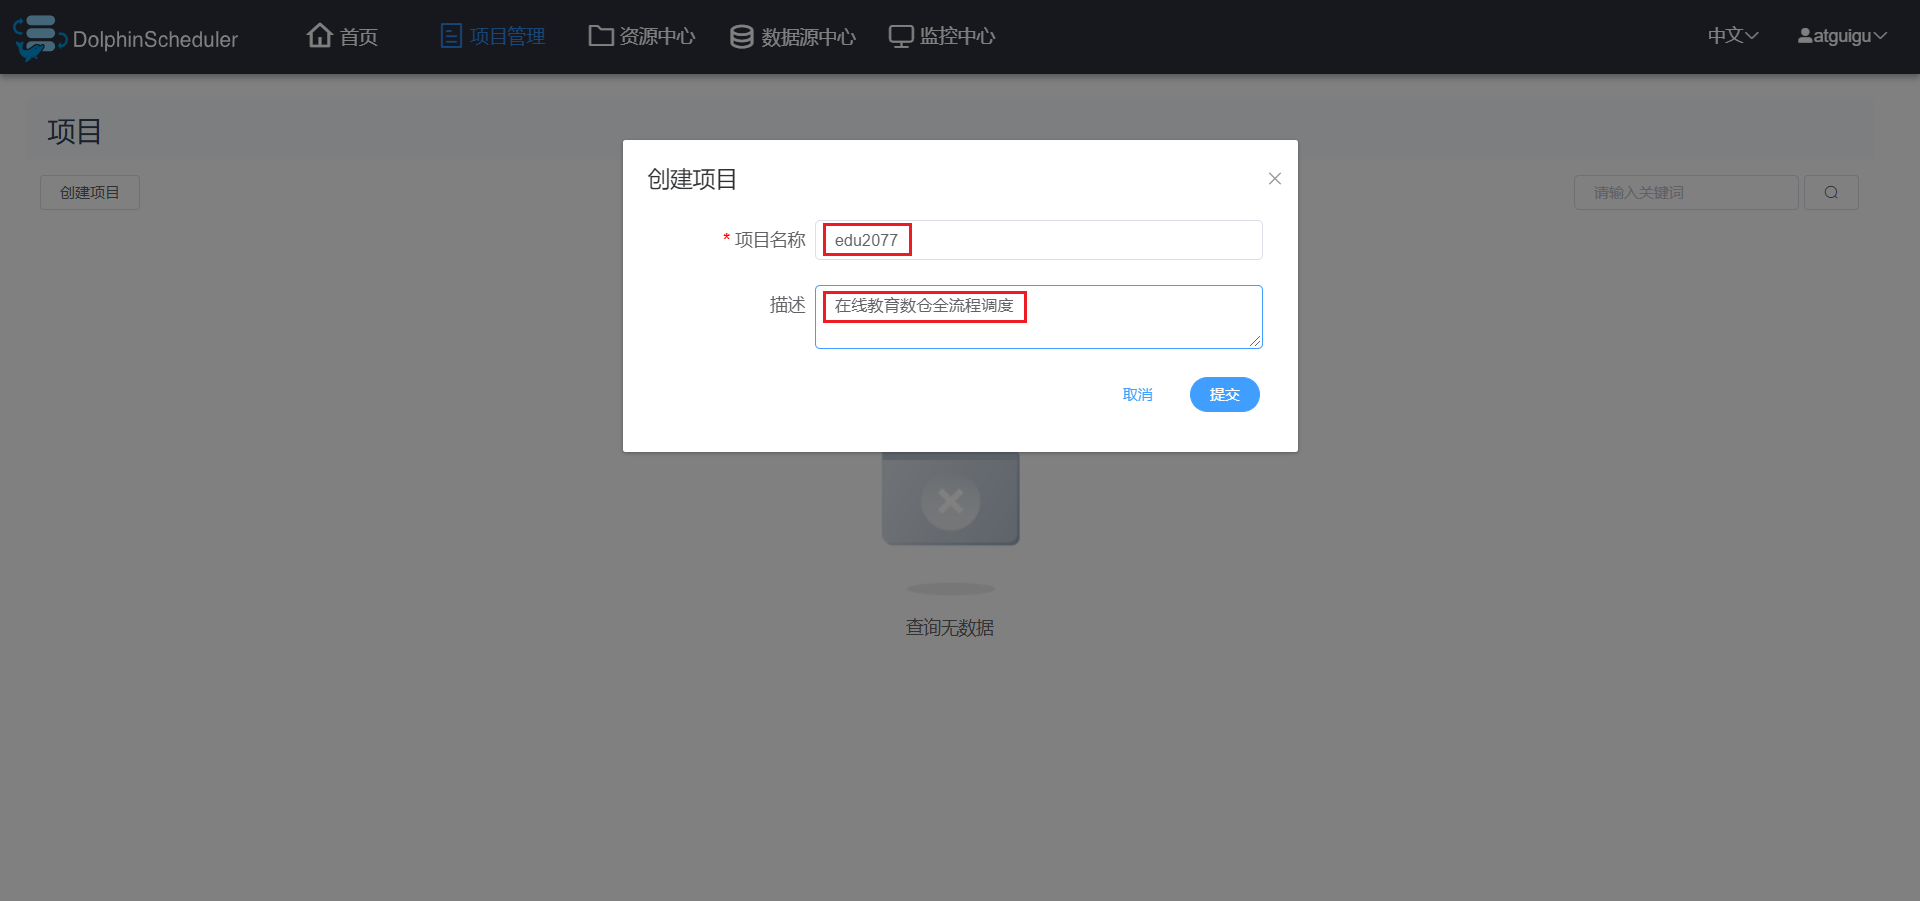 DolphinScheduler 首页 项目管理 资源中心 数据源中心 监控中心 中文 atguigu
项目
创建项目
请输入关键词
创建项目
* 项目名称 edu2077
描述 在线教育数仓全流程调度
取消 提交
查询无数据